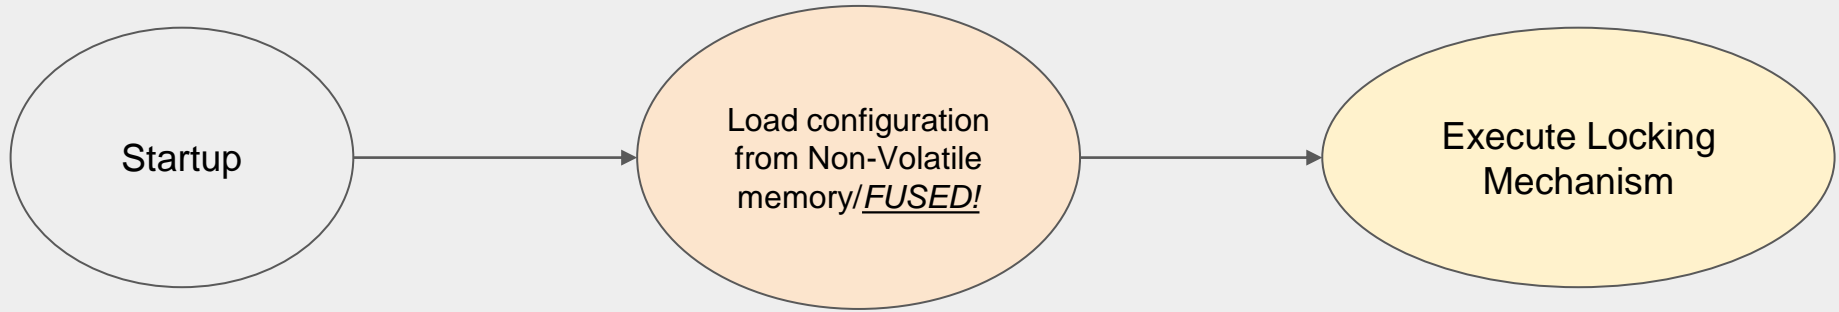 Startup
Load configuration
from Non-Volatile
memory/FUSED!
Execute Locking
Mechanism